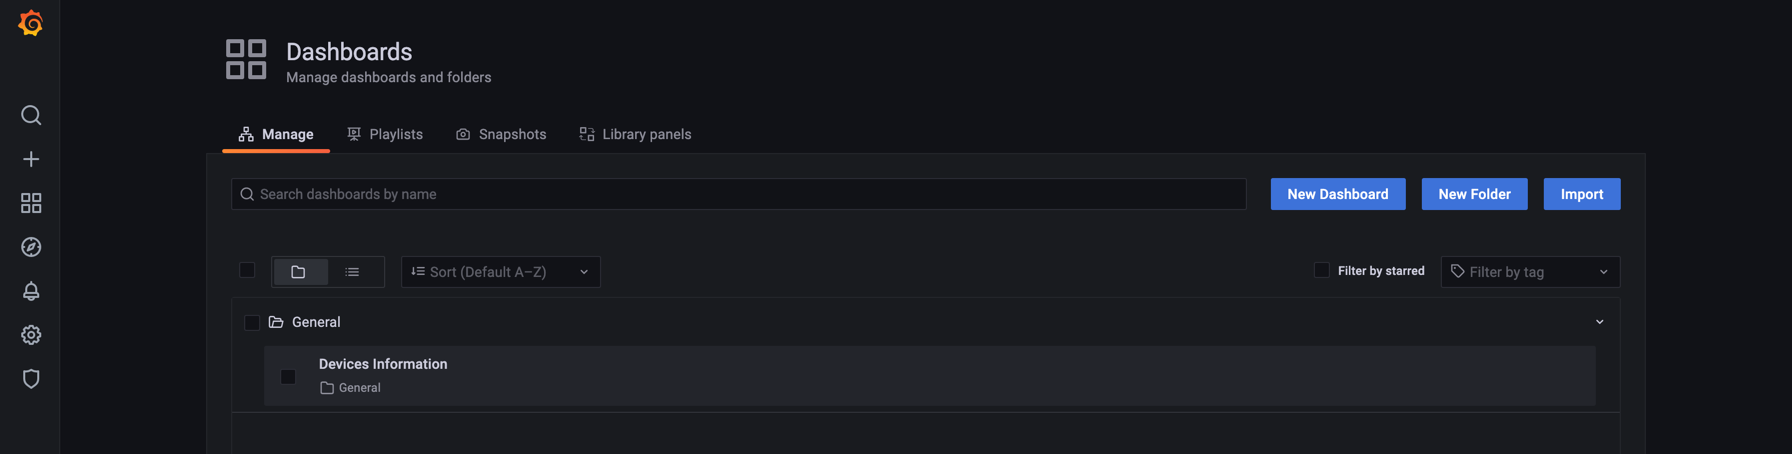 Dashboards
Manage dashboards and folders
Manage
Playlists
Snapshots
Library panels
Search dashboards by name
New Dashboard
New Folder
Import
Sort (Default A–Z)
Filter by starred
Filter by tag
General
Devices Information
General